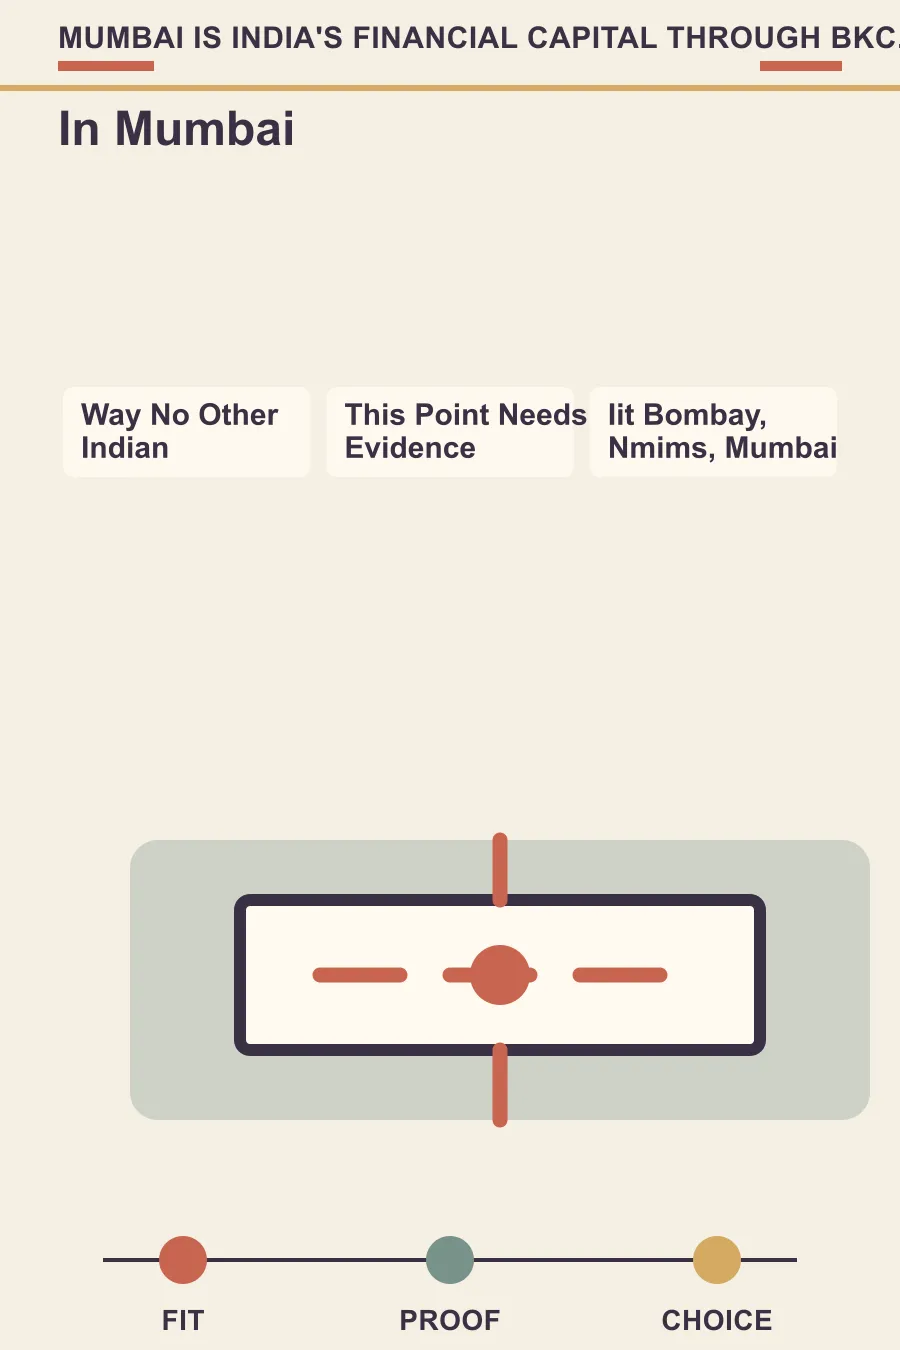 MUMBAI IS INDIA'S FINANCIAL CAPITAL THROUGH BKC.
In Mumbai
Way No Other
Indian
This Point Needs
Evidence
Iit Bombay,
Nmims, Mumbai
FIT
PROOF
CHOICE